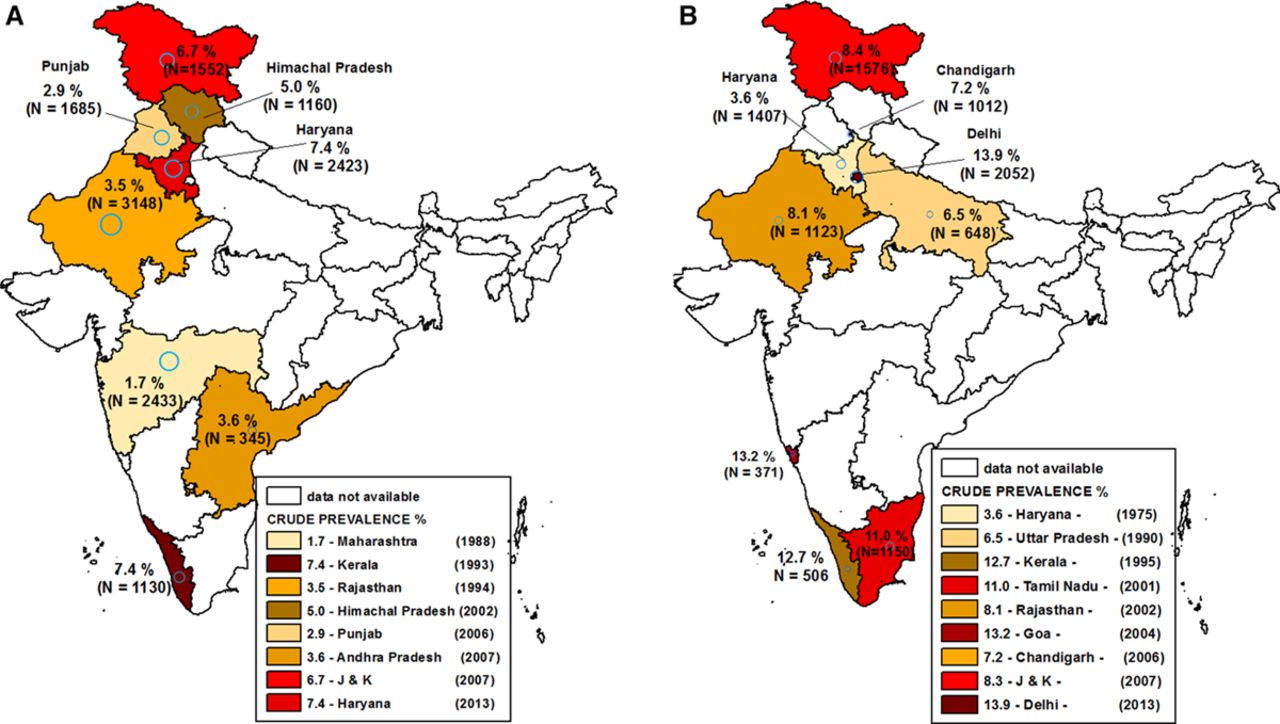 A
6.7 %
(N=1552)
Punjab
2.9 %
(N = 1685)
Himachal Pradesh
5.0 %
(N = 1160)
Haryana
7.4 %
(N = 2423)
3.5 %
(N = 3148)
1.7 %
(N = 2433)
3.6 %
(N = 345)
7.4 %
(N = 1130)
data not available
CRUDE PREVALENCE %
1.7 - Maharashtra (1988)
7.4 - Kerala (1993)
3.5 - Rajasthan (1994)
5.0 - Himachal Pradesh (2002)
2.9 - Punjab (2006)
3.6 - Andhra Pradesh (2007)
6.7 - J & K (2007)
7.4 - Haryana (2013)
B
8.4 %
(N=1576)
Haryana
3.6 %
(N = 1407)
Chandigarh
7.2 %
(N = 1012)
Delhi
13.9 %
(N = 2052)
8.1 %
(N = 1123)
6.5 %
(N = 648)
13.2 %
(N = 371)
11.0 %
(N=1150)
12.7 %
N = 506
data not available
CRUDE PREVALENCE %
3.6 - Haryana - (1975)
6.5 - Uttar Pradesh - (1990)
12.7 - Kerala - (1995)
11.0 - Tamil Nadu - (2001)
8.1 - Rajasthan - (2002)
13.2 - Goa - (2004)
7.2 - Chandigarh - (2006)
8.3 - J & K - (2007)
13.9 - Delhi - (2013)